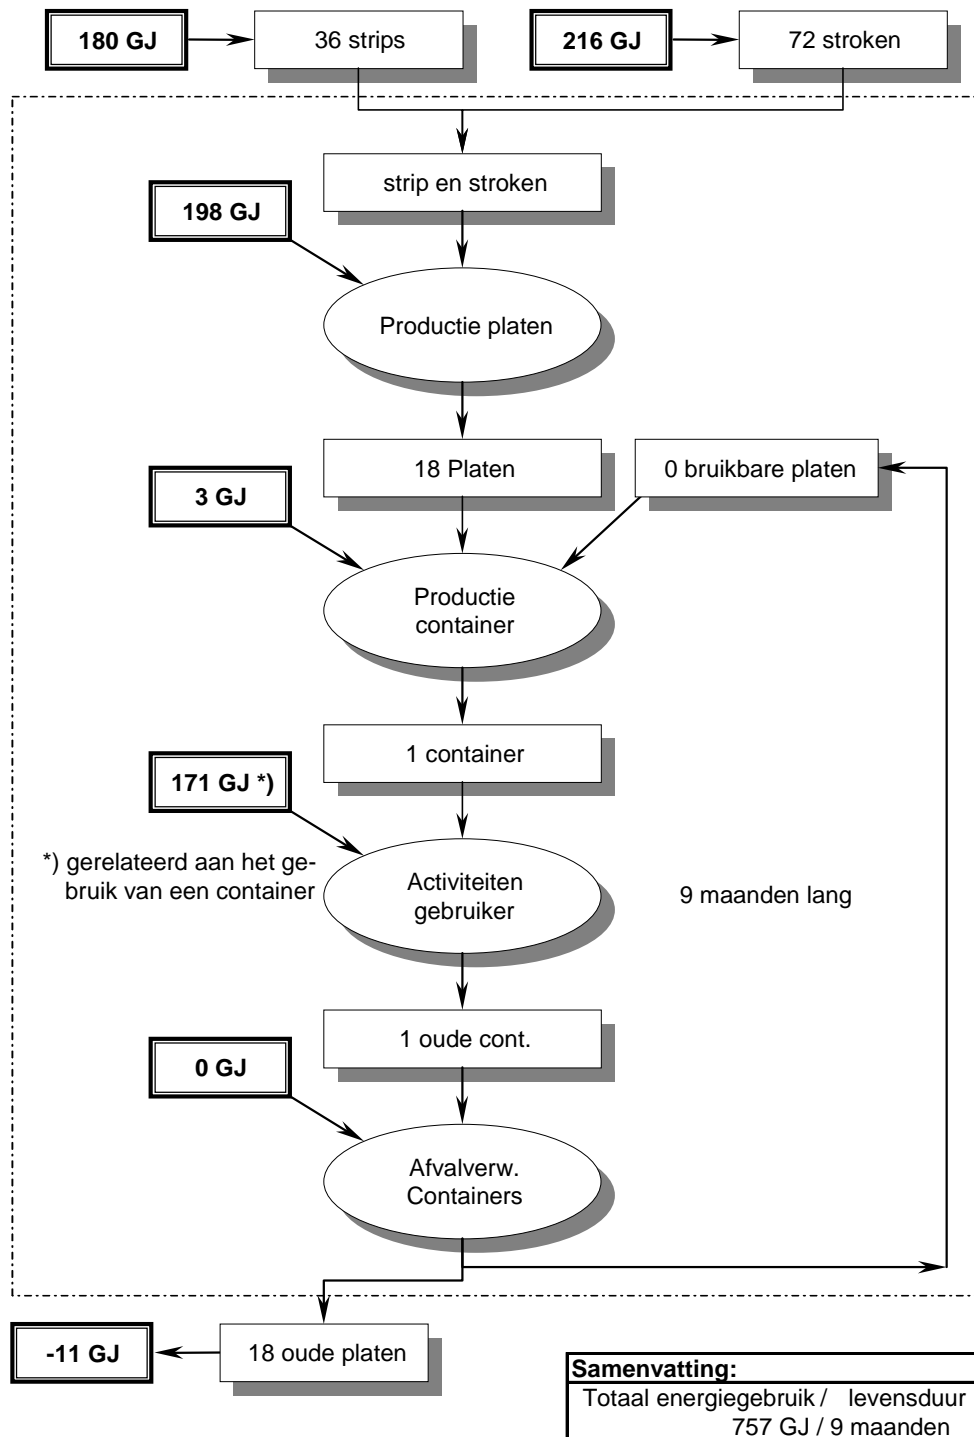 180 GJ
36 strips
216 GJ
72 stroken
strip en stroken
198 GJ
Productie platen
18 Platen
0 bruikbare platen
3 GJ
Productie
container
1 container
171 GJ *)
*) gerelateerd aan het ge-
bruik van een container
Activiteiten
gebruiker
9 maanden lang
1 oude cont.
0 GJ
Afvalverw.
Containers
-11 GJ
18 oude platen
Samenvatting:
Totaal energiegebruik / levensduur
757 GJ / 9 maanden